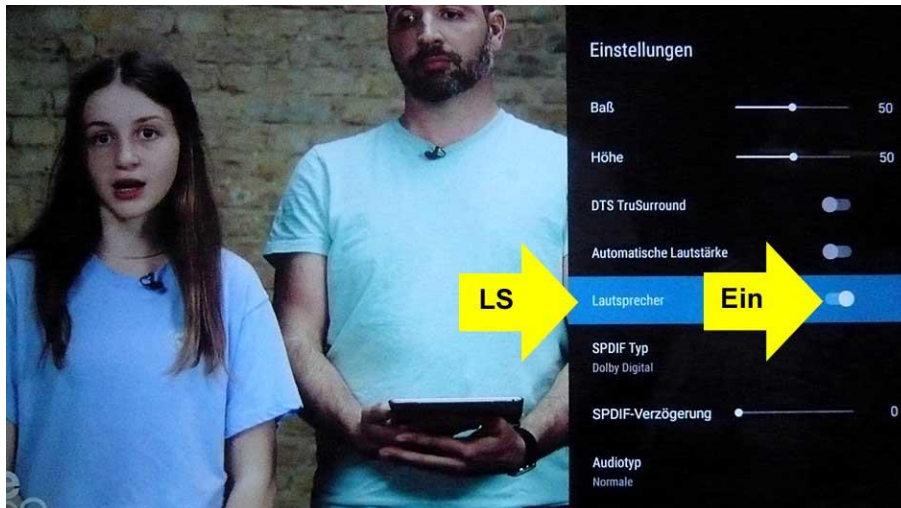 Einstellungen
Baß 50
Höhe 50
DTS TruSurround
Automatische Lautstärke
LS Lautsprecher Ein
SPDIF Typ
Dolby Digital
SPDIF-Verzögerung 0
Audiotyp
Normale